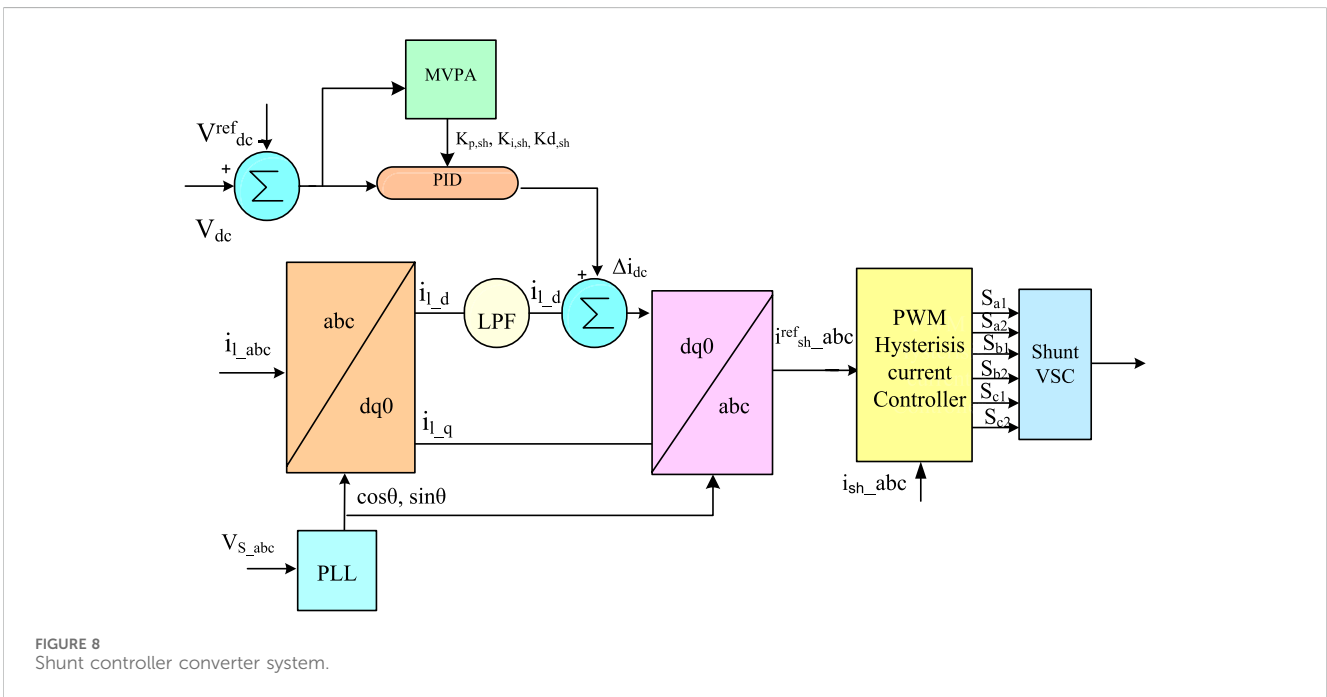 MVPA
V^ref_dc
-
+
Σ
K_p,sh, K_i,sh, Kd,sh
PID
V_dc
+
Δi_dc
i_l_d
LPF
i_l_d
Σ
abc
dq0
i_l_abc
i_l_q
dq0
abc
i^ref_sh_abc
PWM
Hysterisis
current
Controller
S_a1
S_a2
S_b1
S_b2
S_c1
S_c2
Shunt
VSC
i_sh_abc
cosθ, sinθ
V_S_abc
PLL
FIGURE 8
Shunt controller converter system.